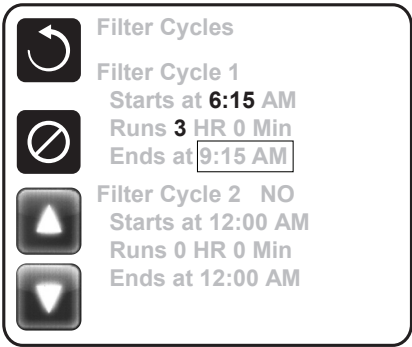 Filter Cycles
Filter Cycle 1
Starts at 6:15 AM
Runs 3 HR 0 Min
Ends at 9:15 AM
Filter Cycle 2 NO
Starts at 12:00 AM
Runs 0 HR 0 Min
Ends at 12:00 AM